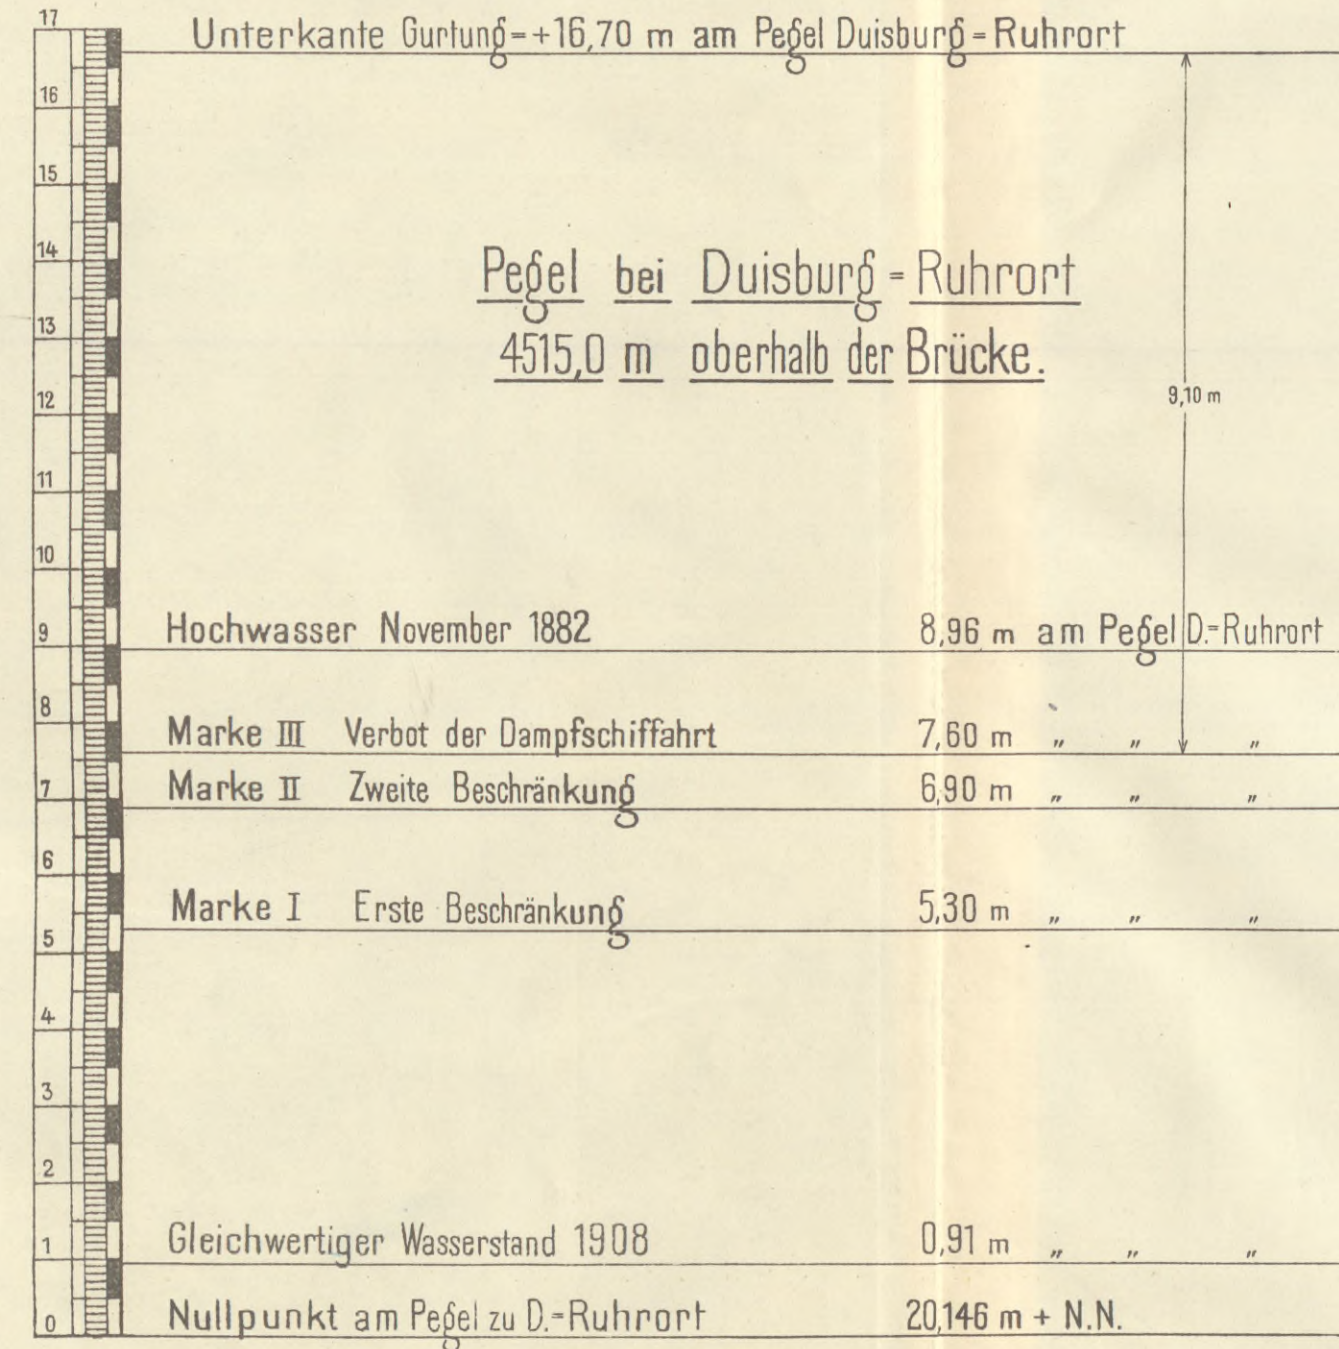 17
Unterkante Gurtung=+16,70 m am Pegel Duisburg=Ruhrort
16
15
14
Pegel bei Duisburg=Ruhrort
13
4515,0 m oberhalb der Brücke.
12
9,10 m
11
10
9
Hochwasser November 1882 8,96 m am Pegel D.=Ruhrort
8
Marke III Verbot der Dampfschiffahrt 7,60 m " " "
7
Marke II Zweite Beschränkung 6,90 m " " "
6
Marke I Erste Beschränkung 5,30 m " " "
5
4
3
2
1
Gleichwertiger Wasserstand 1908 0,91 m " " "
0
Nullpunkt am Pegel zu D.=Ruhrort 20,146 m + N.N.